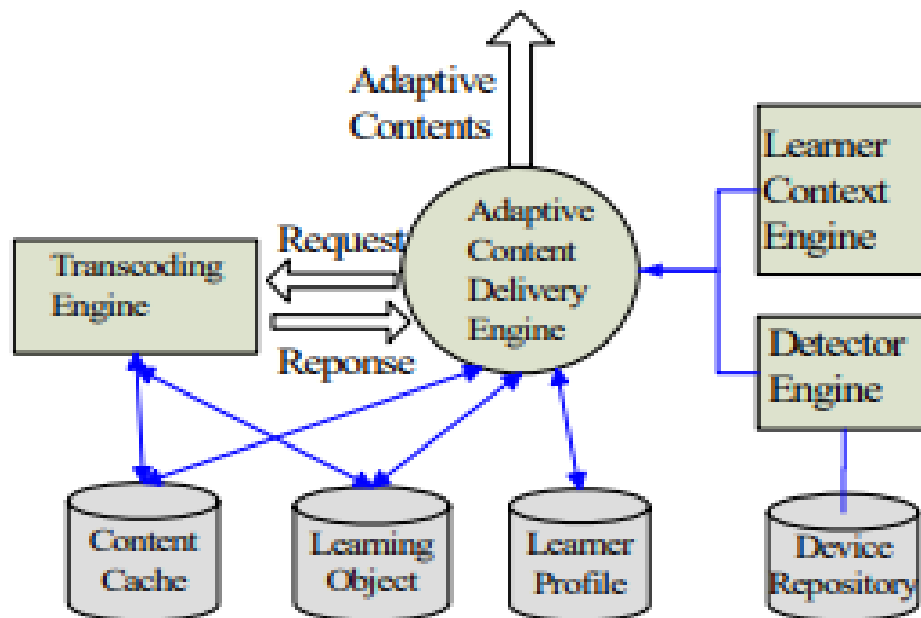 Adaptive
Contents
Learner
Context
Engine
Adaptive
Content
Delivery
Engine
Request
Transcoding
Engine
Reponse
Detector
Engine
Content
Cache
Learning
Object
Learner
Profile
Device
Repository